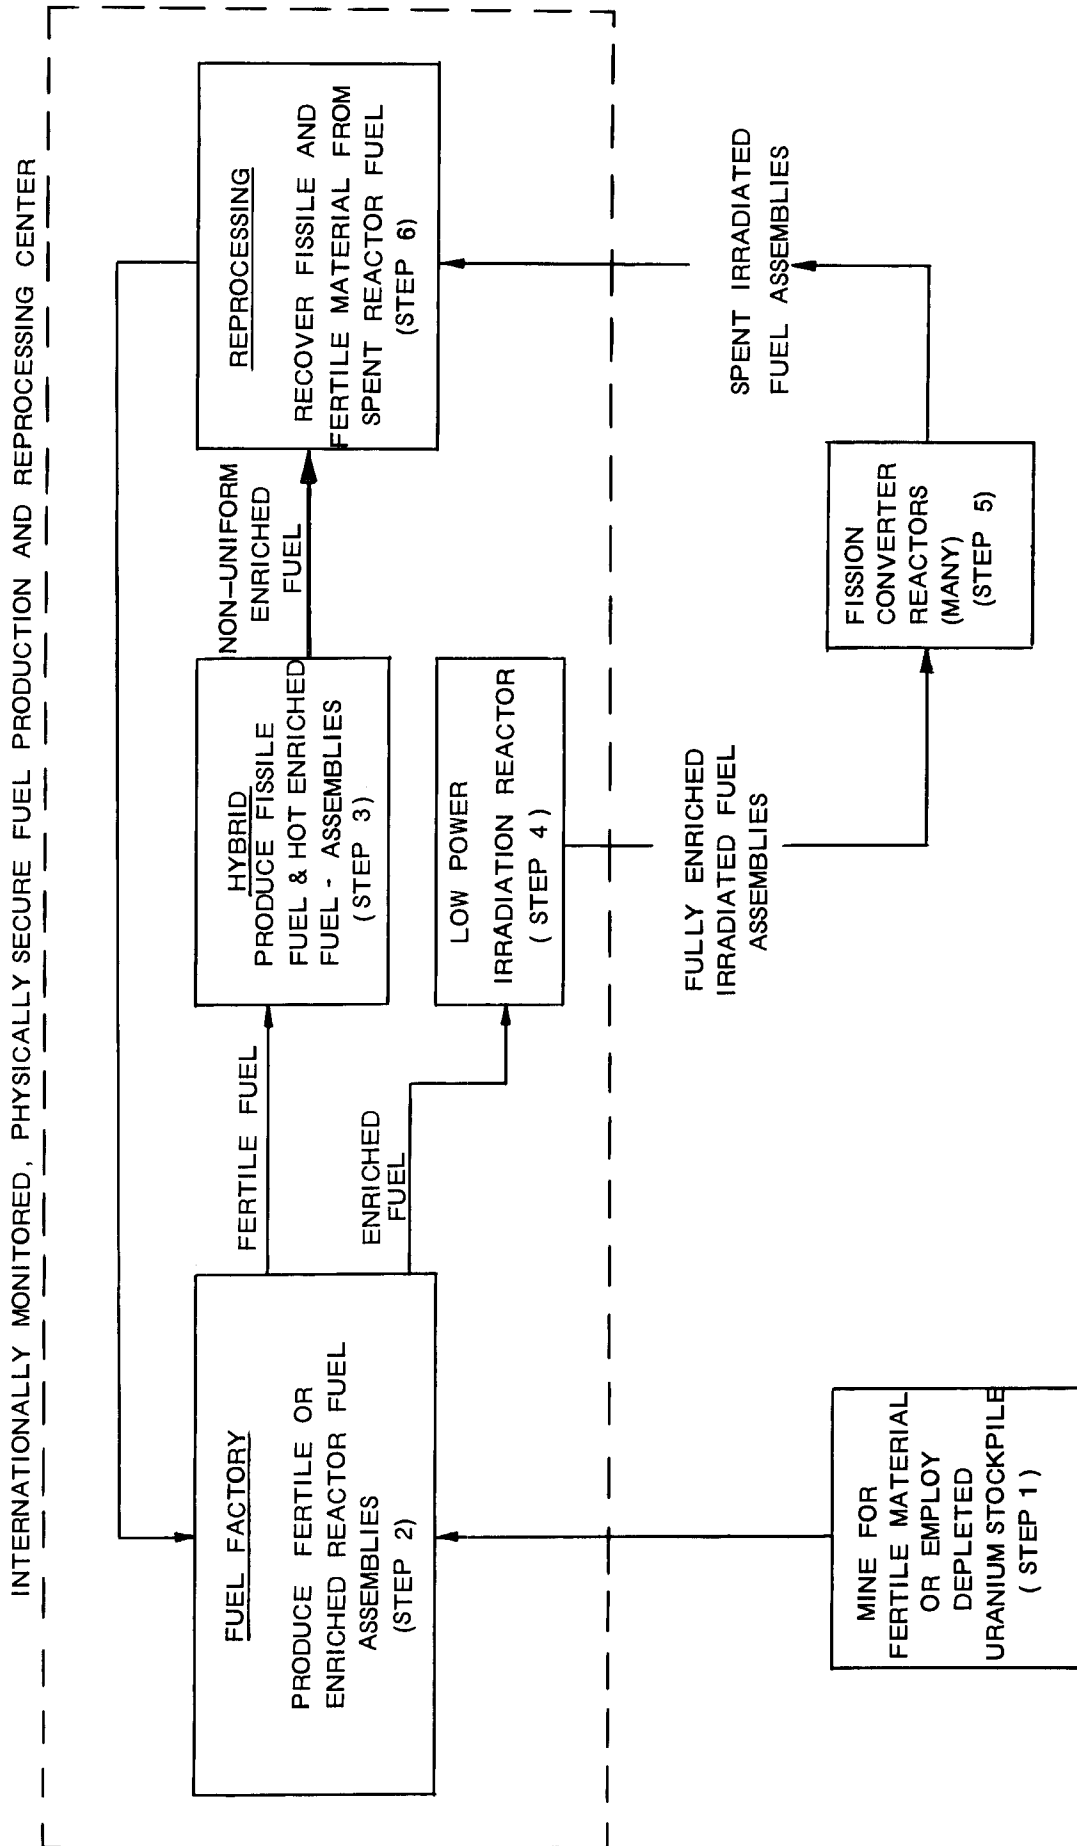 INTERNATIONALLY MONITORED, PHYSICALLY SECURE FUEL PRODUCTION AND REPROCESSING CENTER
FUEL FACTORY
PRODUCE FERTILE OR
ENRICHED REACTOR FUEL
ASSEMBLIES
(STEP 2)
FERTILE FUEL
ENRICHED
FUEL
HYBRID
PRODUCE FISSILE
FUEL & HOT ENRICHED
FUEL - ASSEMBLIES
(STEP 3)
LOW POWER
IRRADIATION REACTOR
(STEP 4)
NON-UNIFORM
ENRICHED
FUEL
REPROCESSING
RECOVER FISSILE AND
FERTILE MATERIAL FROM
SPENT REACTOR FUEL
(STEP 6)
MINE FOR
FERTILE MATERIAL
OR EMPLOY
DEPLETED
URANIUM STOCKPILE
(STEP 1)
FULLY ENRICHED
IRRADIATED FUEL
ASSEMBLIES
FISSION
CONVERTER
REACTORS
(MANY)
(STEP 5)
SPENT IRRADIATED
FUEL ASSEMBLIES